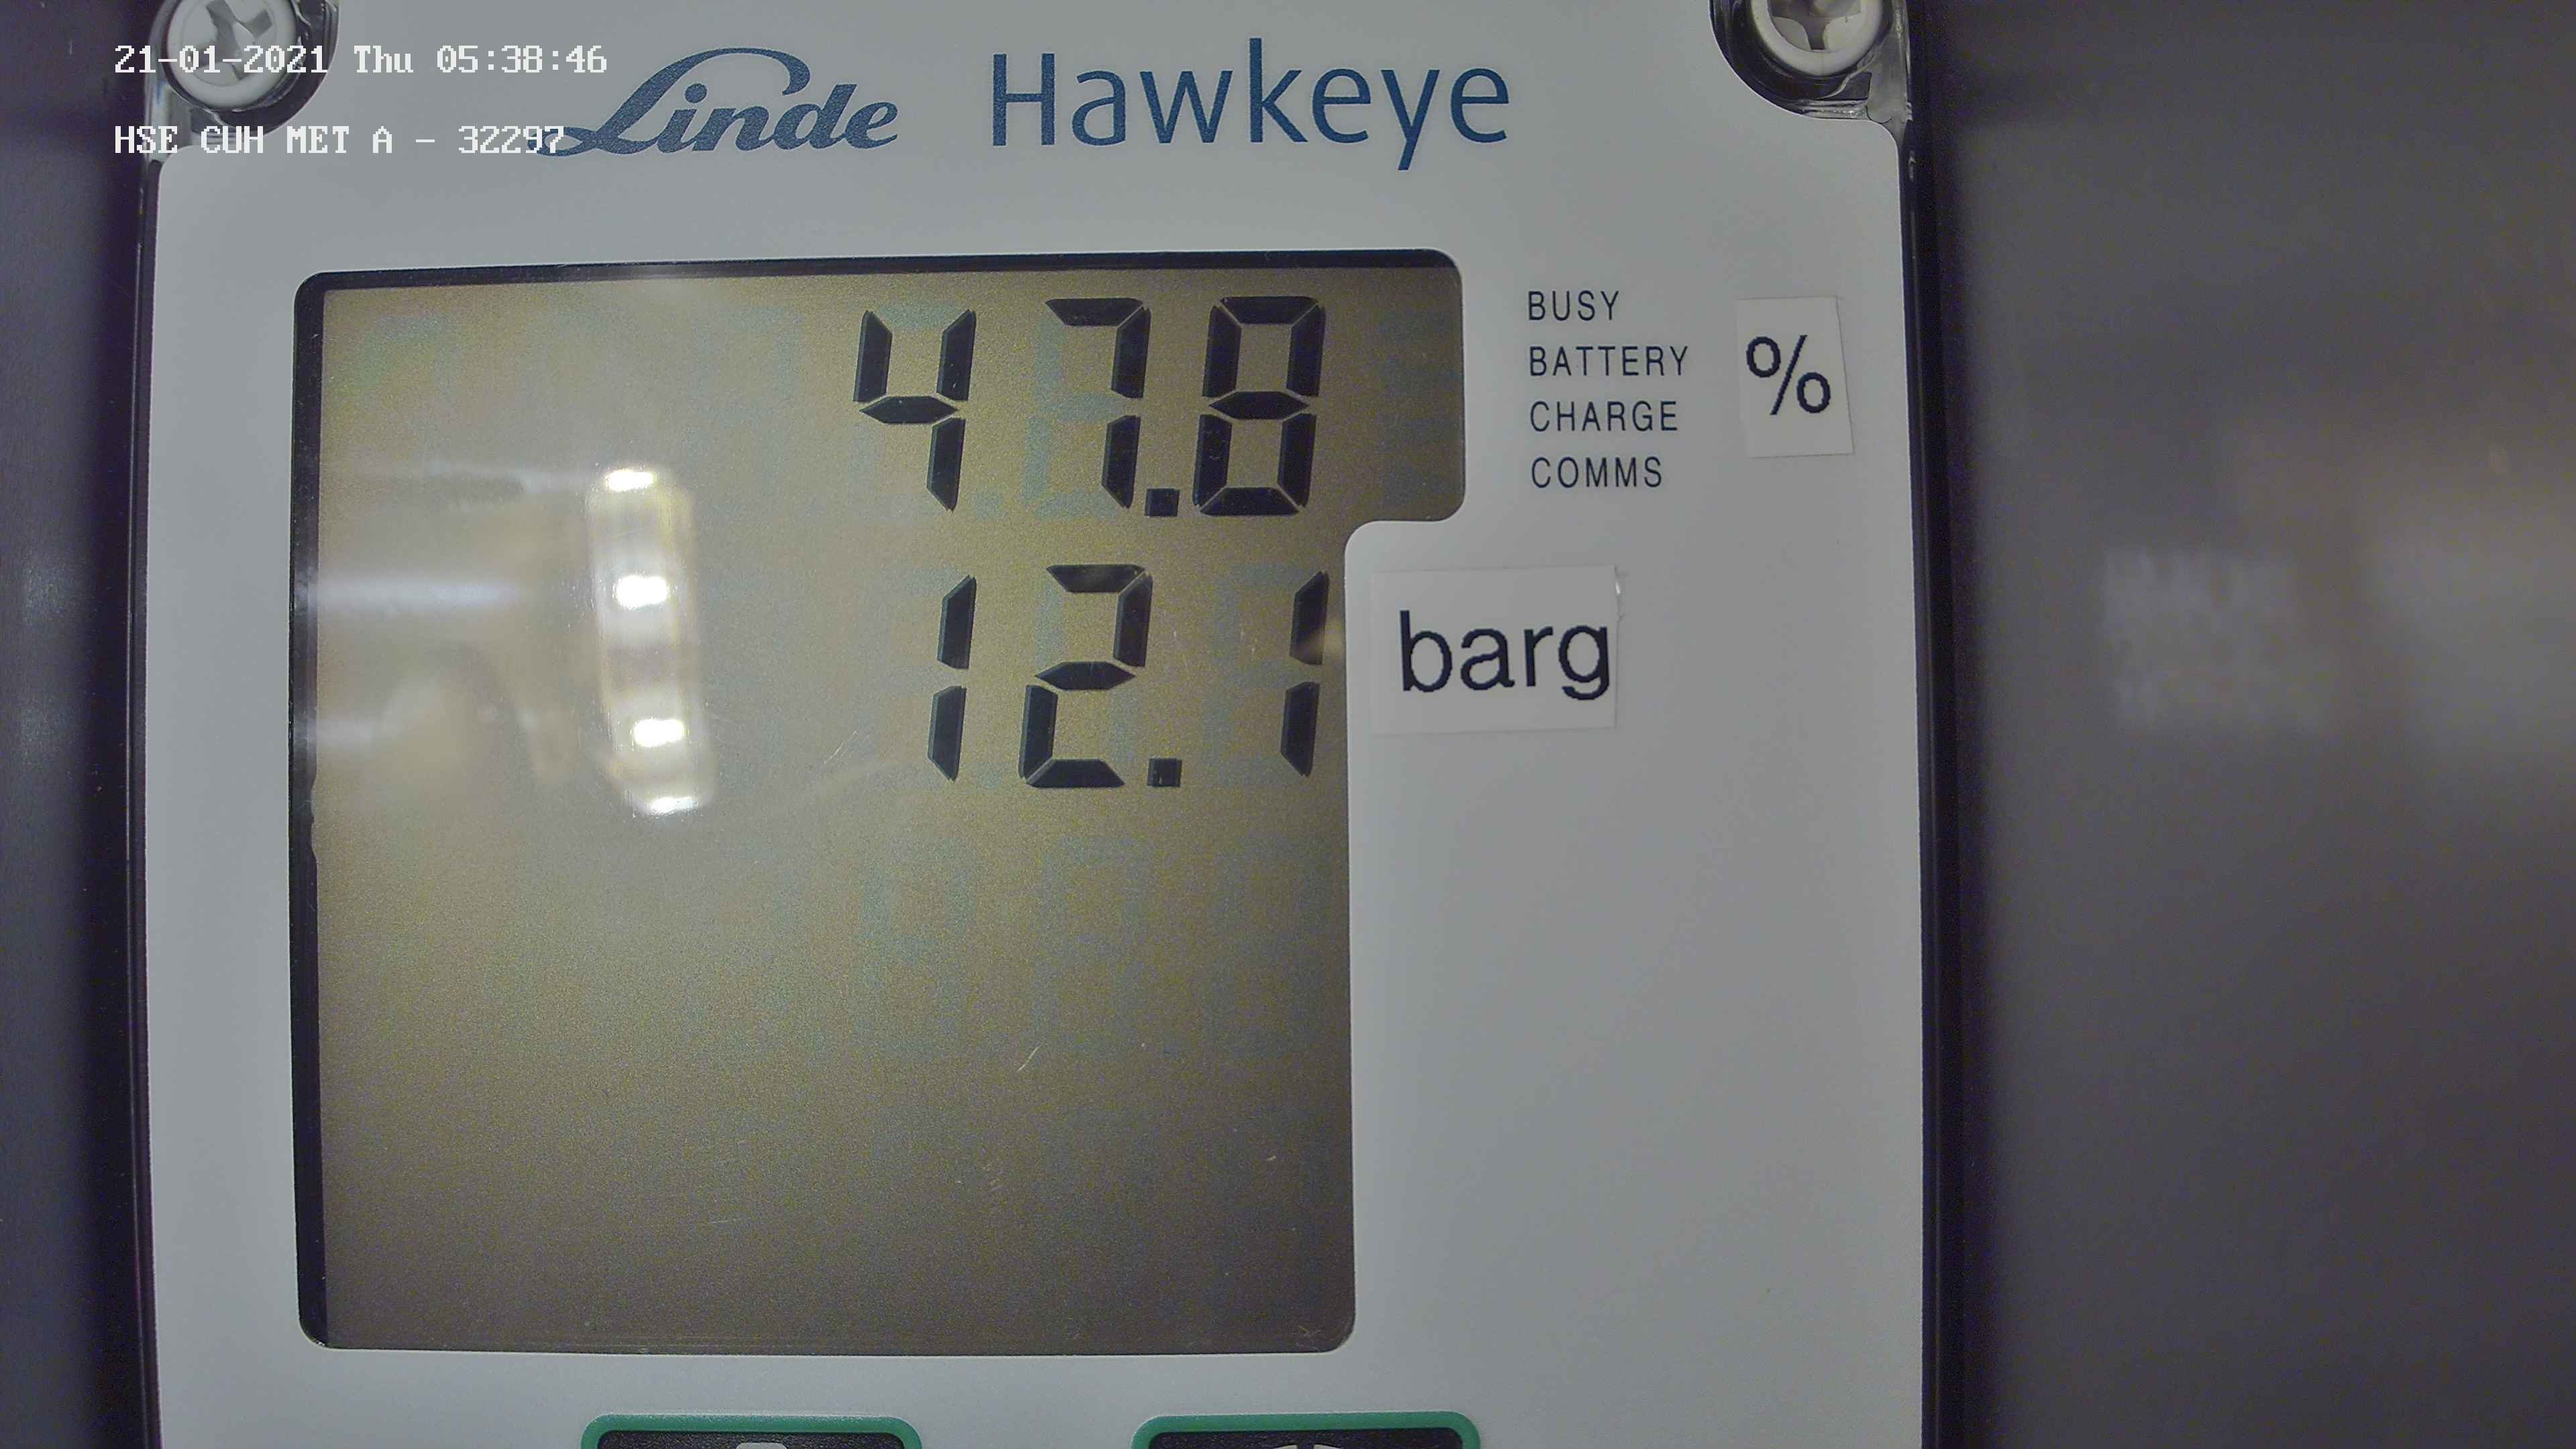 21-01-2021 Thu 05:38:46
HSE CUH MET A - 32297
Linde Hawkeye
47.8
BUSY
BATTERY
CHARGE
COMMS
%
12.1
barg